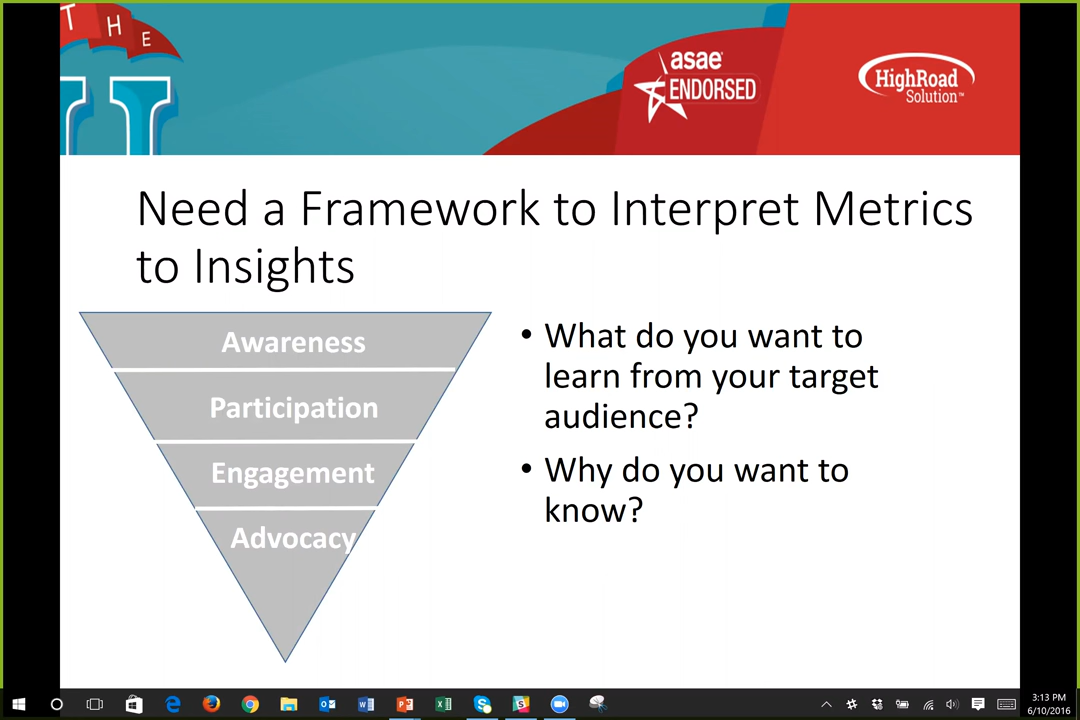 THE
U
asae
ENDORSED
HighRoad
Solution™
Need a Framework to Interpret Metrics
to Insights
Awareness
Participation
Engagement
Advocacy
• What do you want to
learn from your target
audience?
• Why do you want to
know?
3:13 PM
6/10/2016